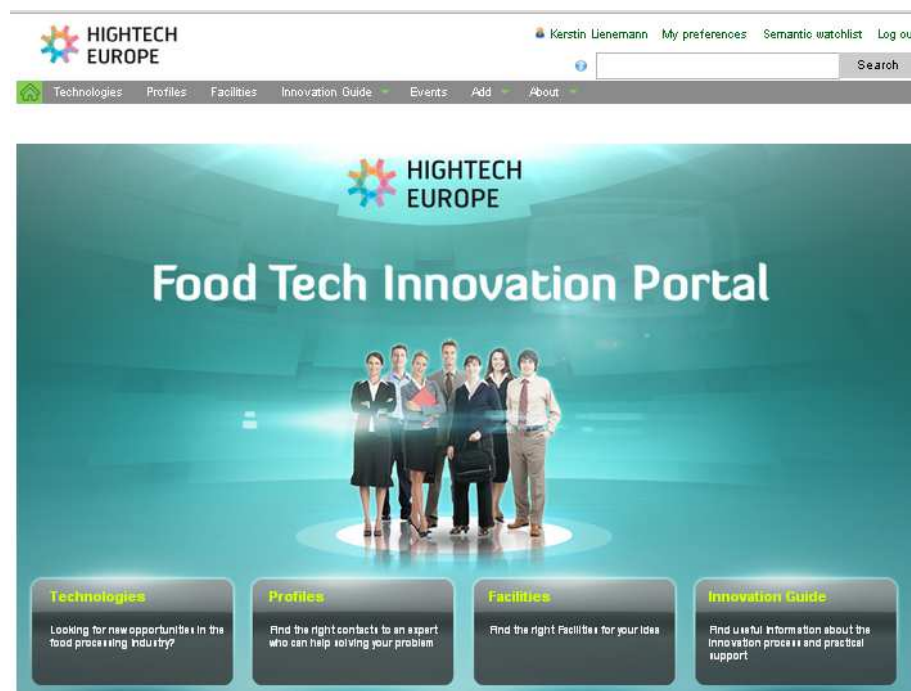 HIGHTECH
EUROPE
Kerstin Lienemann My preferences Semantic watchlist Log ou
Search
Technologies Profiles Facilities Innovation Guide Events Add About
HIGHTECH
EUROPE
Food Tech Innovation Portal
Technologies
Looking for new opportunities in the
food processing industry?
Profiles
Find the right contacts to an expert
who can help solving your problem
Facilities
Find the right Facilities for your idea
Innovation Guide
Find useful information about the
innovation process and practical
support